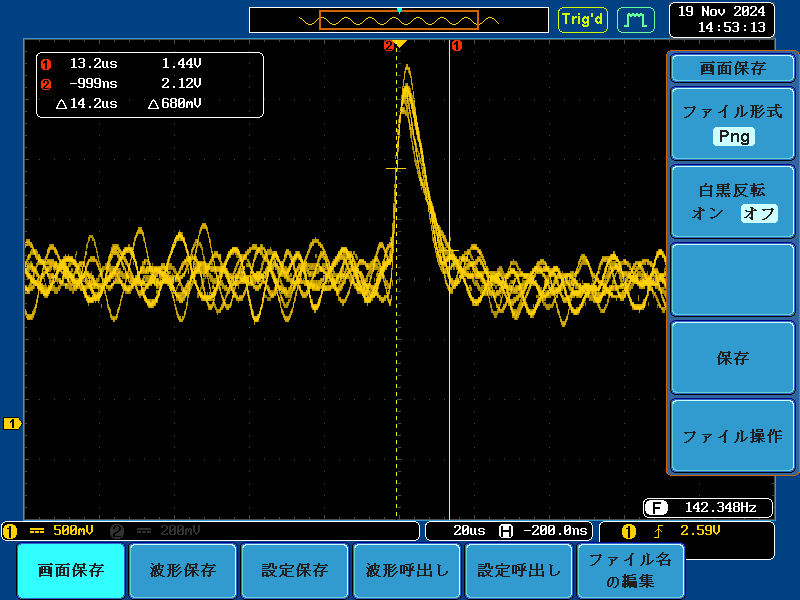 Trig'd
19 Nov 2024
14:53:13
1 13.2us 1.44V
2 -999ns 2.12V
△14.2us △680mV
2
1
画面保存
ファイル形式
Png
白黒反転
オン オフ
保存
ファイル操作
1
F 142.348Hz
1 500mV 2 200mV
20us H -200.0ns
1 2.59V
画面保存
波形保存
設定保存
波形呼出し
設定呼出し
ファイル名
の編集